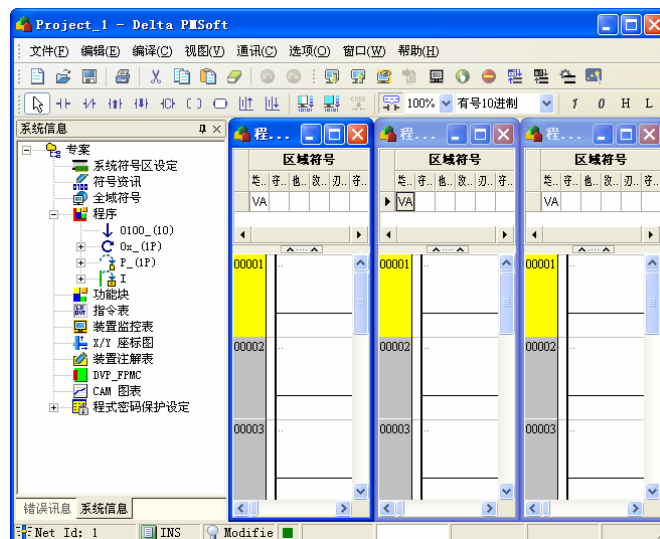 Project_1 - Delta PMSoft
文件(F) 编辑(E) 编译(C) 视图(V) 通讯(C) 选项(O) 窗口(W) 帮助(H)
100% 有号10进制 1 0 H L
系统信息
专案
系统符号区设定
符号资讯
全域符号
程序
O100_(10)
Ox_(1P)
P_(1P)
I
功能块
指令表
装置监控表
X/Y 座标图
装置注解表
DVP_FPMC
CAM 图表
程式密码保护设定
错误讯息 系统信息
程... 程... 程...
区域符号 区域符号 区域符号
VA VA VA
00001 00001 00001
00002 00002 00002
00003 00003 00003
Net Id: 1 INS Modifie